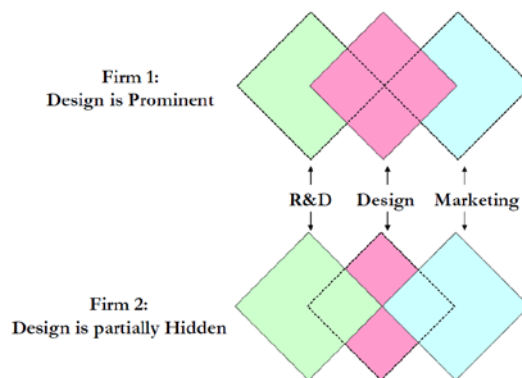 Firm 1:
Design is Prominent
R&D Design Marketing
Firm 2:
Design is partially Hidden